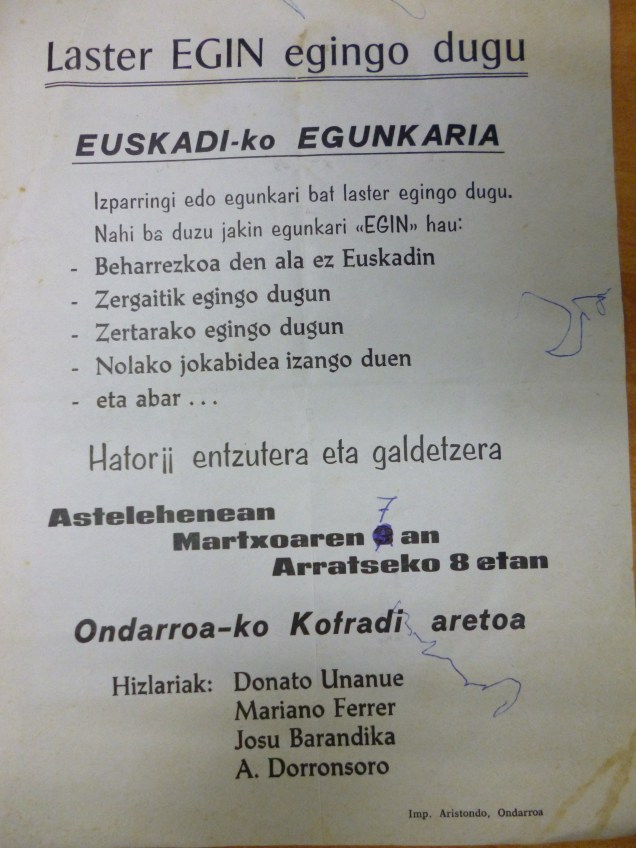 Laster EGIN egingo dugu
EUSKADI-ko EGUNKARIA
Izparringi edo egunkari bat laster egingo dugu.
Nahi ba duzu jakin egunkari «EGIN» hau:
- Beharrezkoa den ala ez Euskadin
- Zergaitik egingo dugun
- Zertarako egingo dugun
- Nolako jokabidea izango duen
- eta abar ...
Hatorii entzutera eta galdetzera
Astelehenean
Martxoaren 7 an
Arratseko 8 etan
Ondarroa-ko Kofradi aretoa
Hizlariak: Donato Unanue
Mariano Ferrer
Josu Barandika
A. Dorronsoro
Imp. Aristondo, Ondarroa